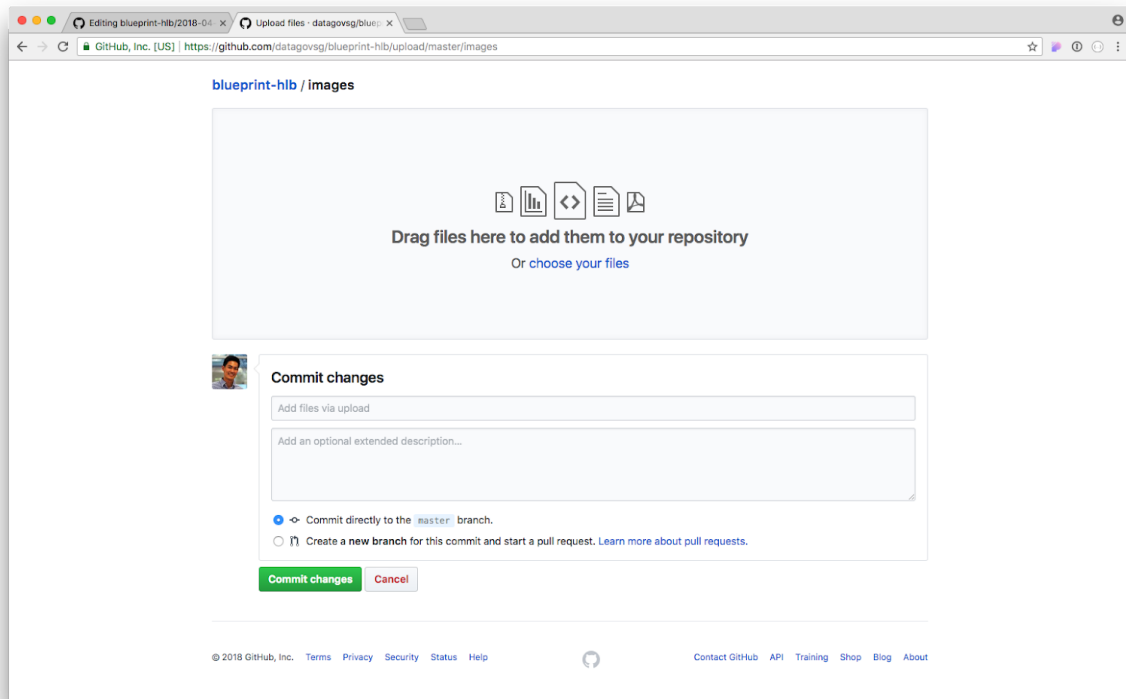 Editing blueprint-hlb/2018-04-
Upload files · datagovsg/bluep
GitHub, Inc. [US] | https://github.com/datagovsg/blueprint-hlb/upload/master/images
blueprint-hlb / images
Drag files here to add them to your repository
Or choose your files
Commit changes
Add files via upload
Add an optional extended description...
Commit directly to the master branch.
Create a new branch for this commit and start a pull request. Learn more about pull requests.
Commit changes Cancel
© 2018 GitHub, Inc. Terms Privacy Security Status Help Contact GitHub API Training Shop Blog About